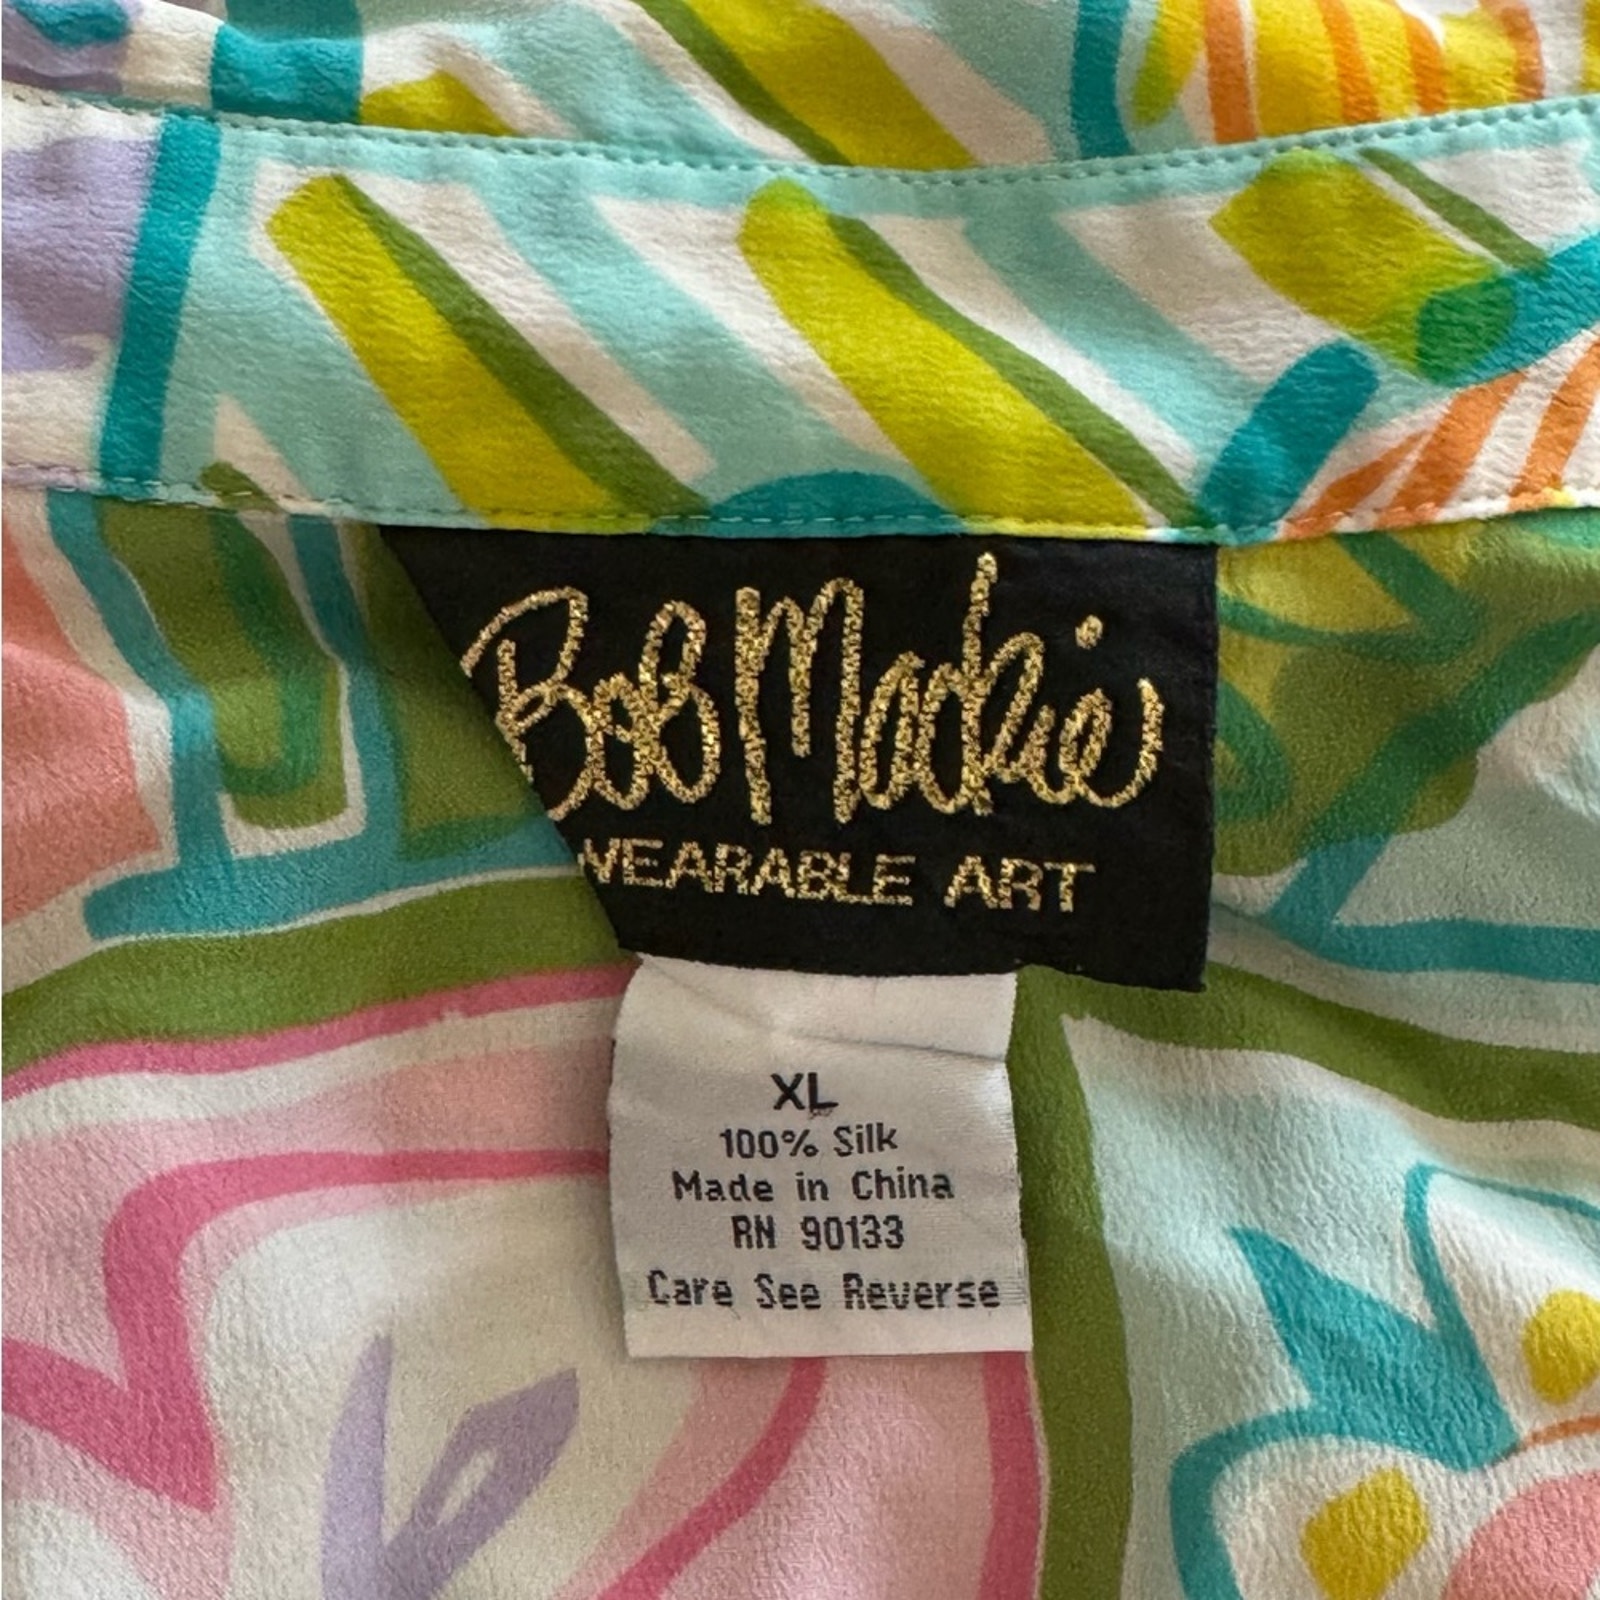 Bob Mackie
WEARABLE ART
XL
100% Silk
Made in China
RN 90133
Care See Reverse